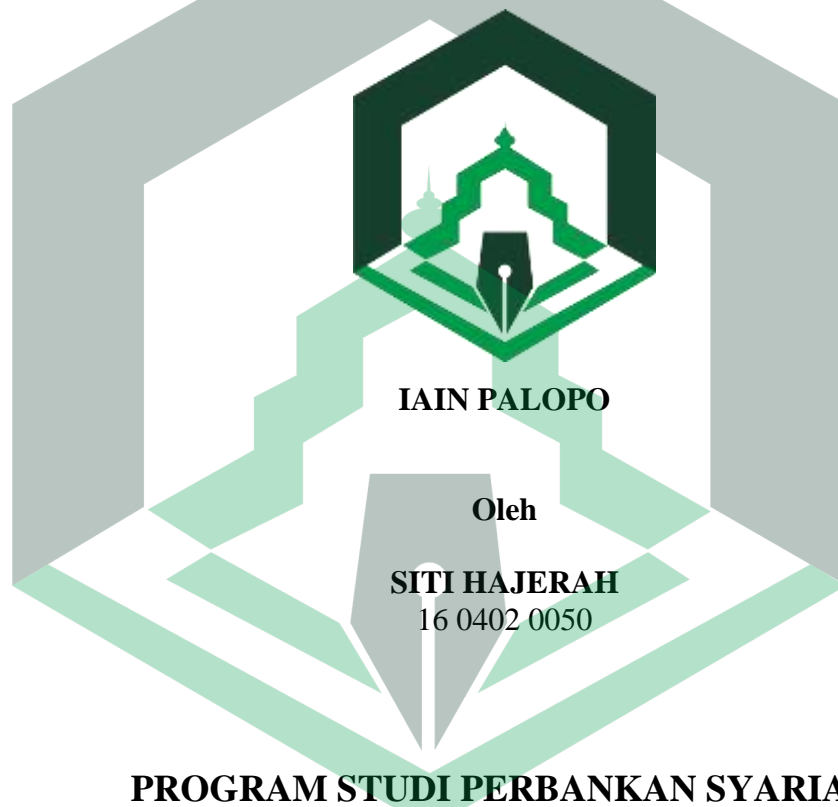 IAIN PALOPO
Oleh
SITI HAJERAH
16 0402 0050
PROGRAM STUDI PERBANKAN SYARIA